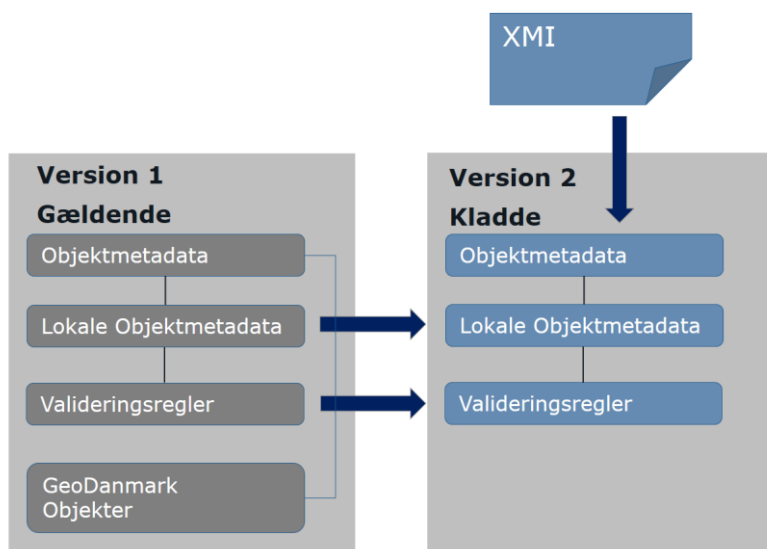 XMI
Version 1
Gældende
Objektmetadata
Lokale Objektmetadata
Valideringsregler
GeoDanmark
Objekter
Version 2
Kladde
Objektmetadata
Lokale Objektmetadata
Valideringsregler